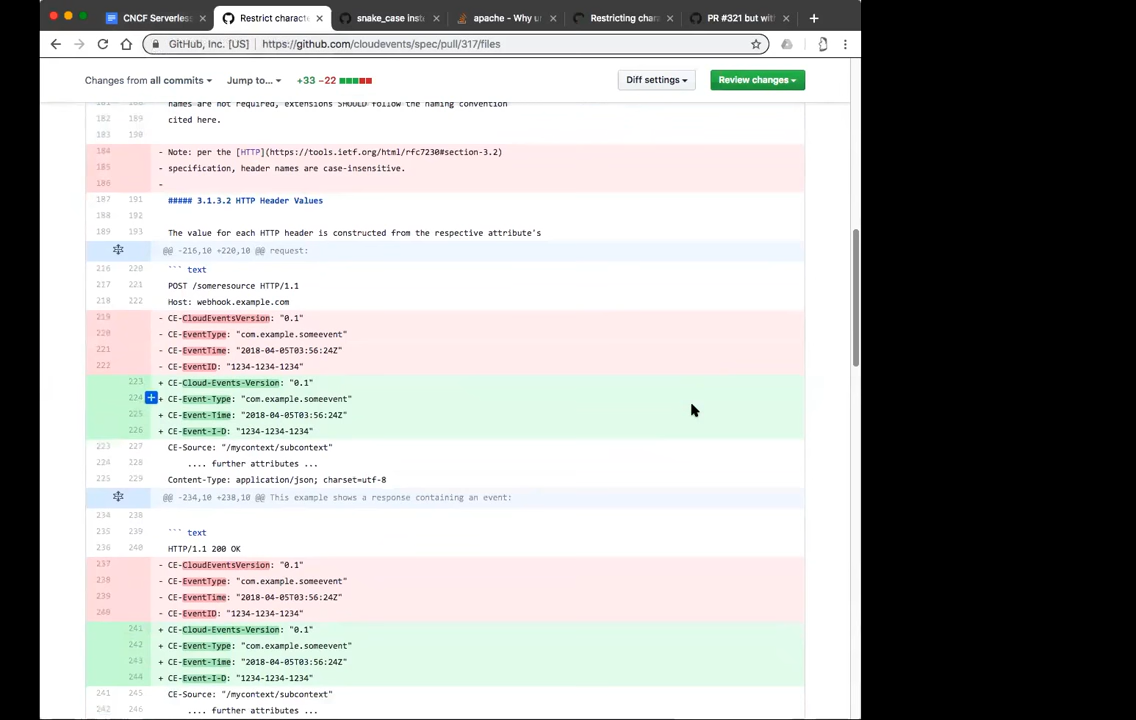 CNCF Serverless
Restrict charact
snake_case inste
apache - Why u
Restricting chara
PR #321 but with
GitHub, Inc. [US] | https://github.com/cloudevents/spec/pull/317/files
Changes from all commits Jump to... +33 −22 Diff settings Review changes
names are not required, extensions SHOULD follow the naming convention
182 189 cited here.
183 190
184 - Note: per the [HTTP](https://tools.ietf.org/html/rfc7230#section-3.2)
185 - specification, header names are case-insensitive.
186 -
187 191 ##### 3.1.3.2 HTTP Header Values
188 192
189 193 The value for each HTTP header is constructed from the respective attribute's
@@ -216,10 +220,10 @@ request:
216 220 ``` text
217 221 POST /someresource HTTP/1.1
218 222 Host: webhook.example.com
219 - CE-CloudEventsVersion: "0.1"
220 - CE-EventType: "com.example.someevent"
221 - CE-EventTime: "2018-04-05T03:56:24Z"
222 - CE-EventID: "1234-1234-1234"
223 + CE-Cloud-Events-Version: "0.1"
224 + CE-Event-Type: "com.example.someevent"
225 + CE-Event-Time: "2018-04-05T03:56:24Z"
226 + CE-Event-I-D: "1234-1234-1234"
223 227 CE-Source: "/mycontext/subcontext"
224 228 .... further attributes ...
225 229 Content-Type: application/json; charset=utf-8
@@ -234,10 +238,10 @@ This example shows a response containing an event:
234 238
235 239 ``` text
236 240 HTTP/1.1 200 OK
237 - CE-CloudEventsVersion: "0.1"
238 - CE-EventType: "com.example.someevent"
239 - CE-EventTime: "2018-04-05T03:56:24Z"
240 - CE-EventID: "1234-1234-1234"
241 + CE-Cloud-Events-Version: "0.1"
242 + CE-Event-Type: "com.example.someevent"
243 + CE-Event-Time: "2018-04-05T03:56:24Z"
244 + CE-Event-I-D: "1234-1234-1234"
241 245 CE-Source: "/mycontext/subcontext"
242 246 .... further attributes ...